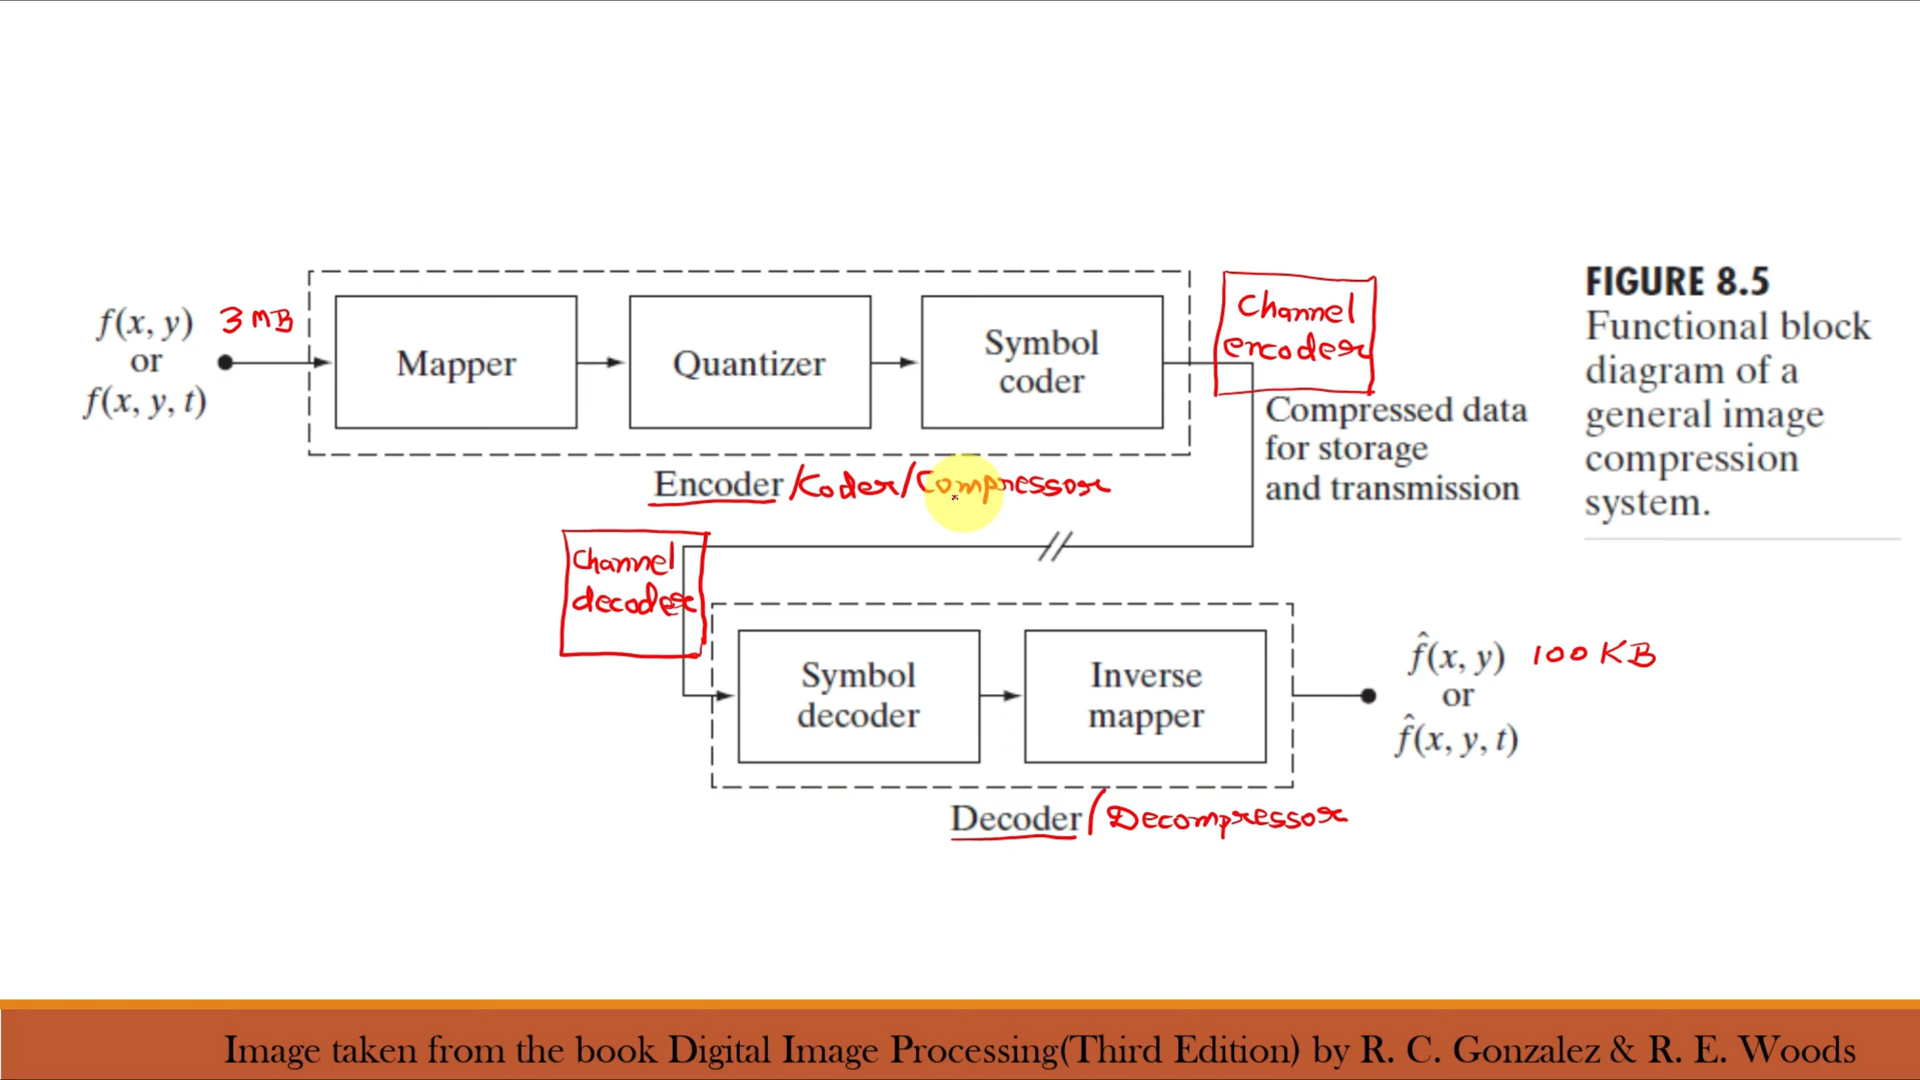 f(x, y) 3 MB
or
f(x, y, t)
Mapper
Quantizer
Symbol
coder
Channel
encoder
Encoder/Koder/Compressor
Compressed data
for storage
and transmission
FIGURE 8.5
Functional block
diagram of a
general image
compression
system.
Channel
decoder
Symbol
decoder
Inverse
mapper
f̂(x, y) 100 KB
or
f̂(x, y, t)
Decoder/Decompressor
Image taken from the book Digital Image Processing(Third Edition) by R. C. Gonzalez & R. E. Woods